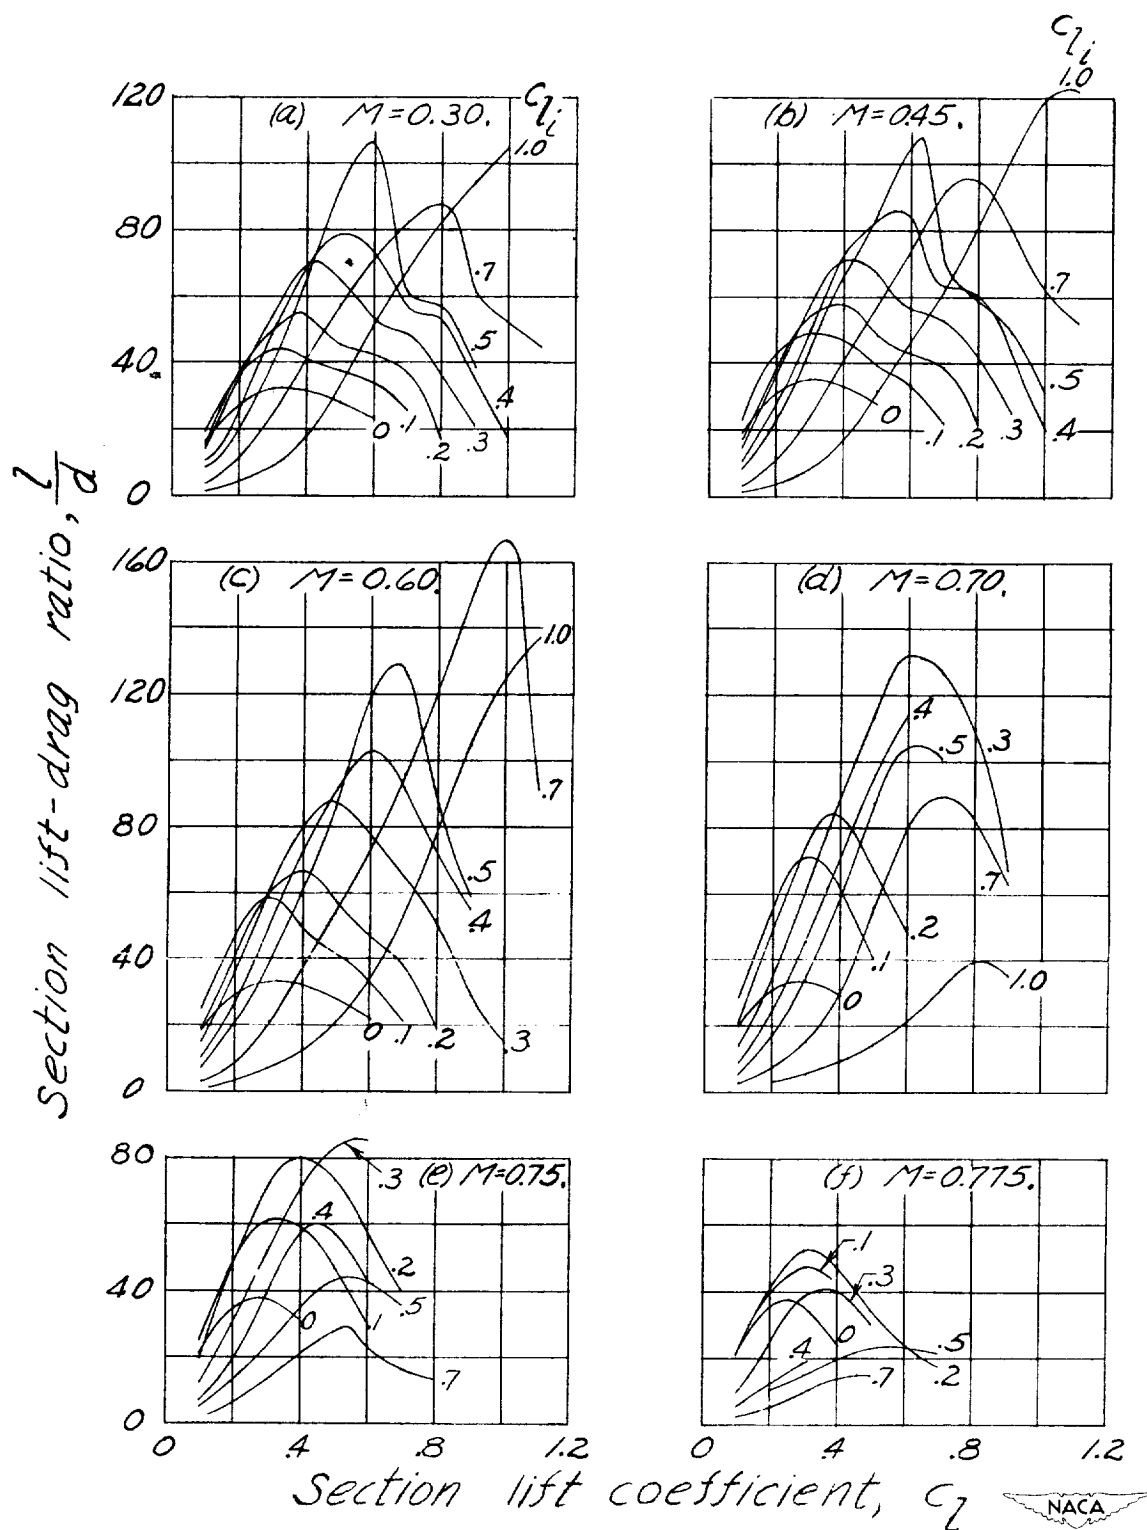 c_{l_i}
120 (a) M=0.30. c_{l_i} (b) M=0.45. 1.0
1.0
80
.7 .7
.5
40 .5
.4
0 .1 .2 .3 0 .1 .2 .3 .4
0
160 (c) M=0.60. (d) M=0.70.
1.0
120 .4
.5 .3
.7
80
.5 .7
.4 .2
40 .1
0 1.0
0 .1 .2 .3
0
80 .3 (e) M=0.75. (f) M=0.775.
.4 .1
.2 .3
40 .5
0 .1 0 .5
.4 .2
.7 .7
0
0 .4 .8 1.2 0 .4 .8 1.2
Section lift-drag ratio, l/d
Section lift coefficient, c_l
NACA